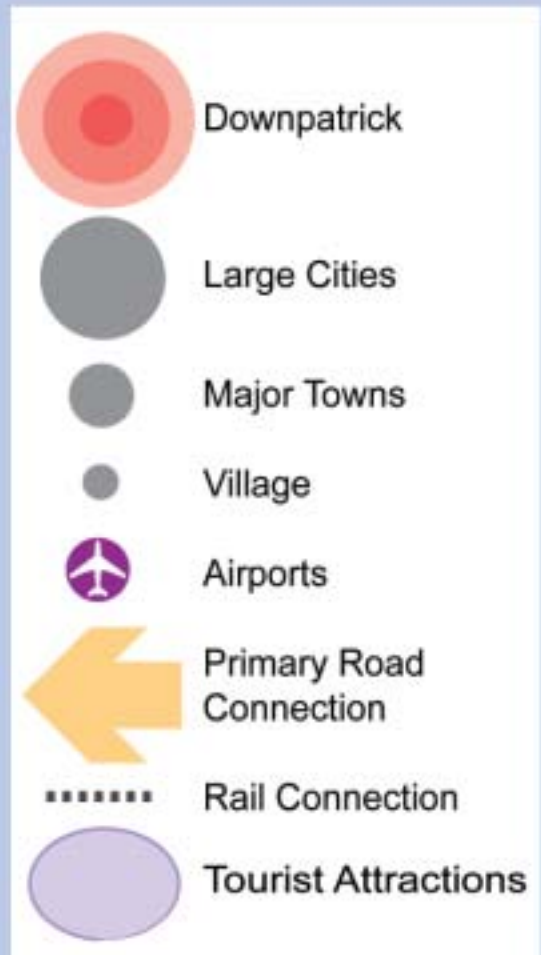 Downpatrick
Large Cities
Major Towns
Village
Airports
Primary Road
Connection
Rail Connection
Tourist Attractions